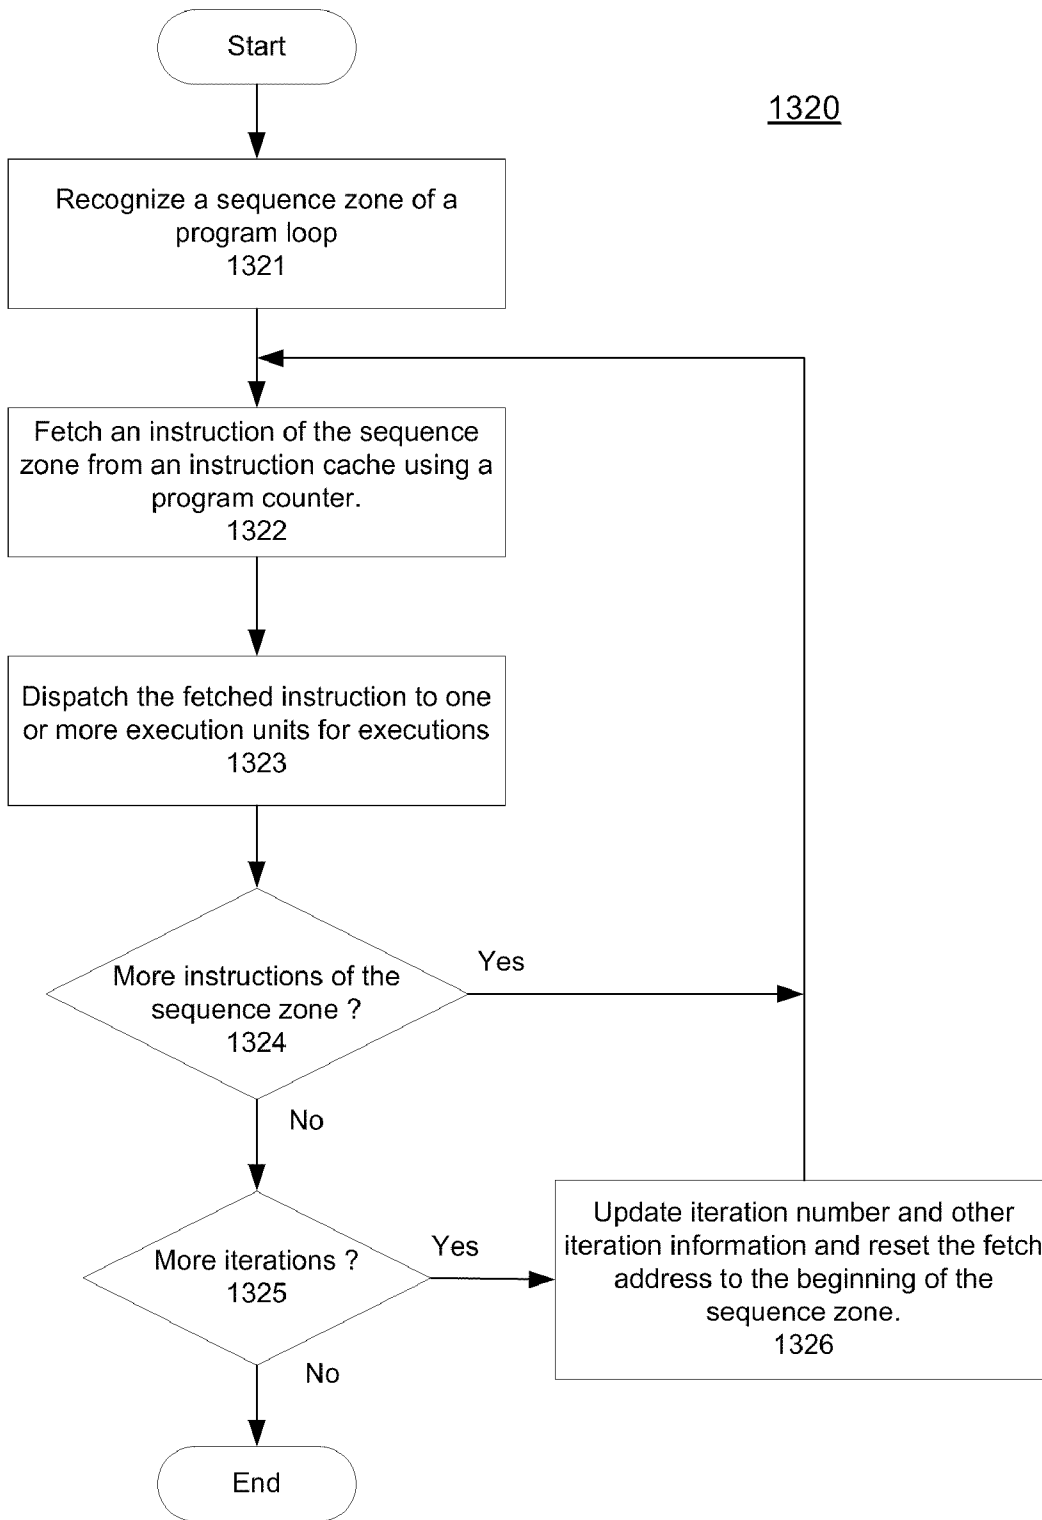 Start
1320
Recognize a sequence zone of a
program loop
1321
Fetch an instruction of the sequence
zone from an instruction cache using a
program counter.
1322
Dispatch the fetched instruction to one
or more execution units for executions
1323
More instructions of the
sequence zone ?
1324
Yes
No
More iterations ?
1325
Yes
Update iteration number and other
iteration information and reset the fetch
address to the beginning of the
sequence zone.
1326
No
End